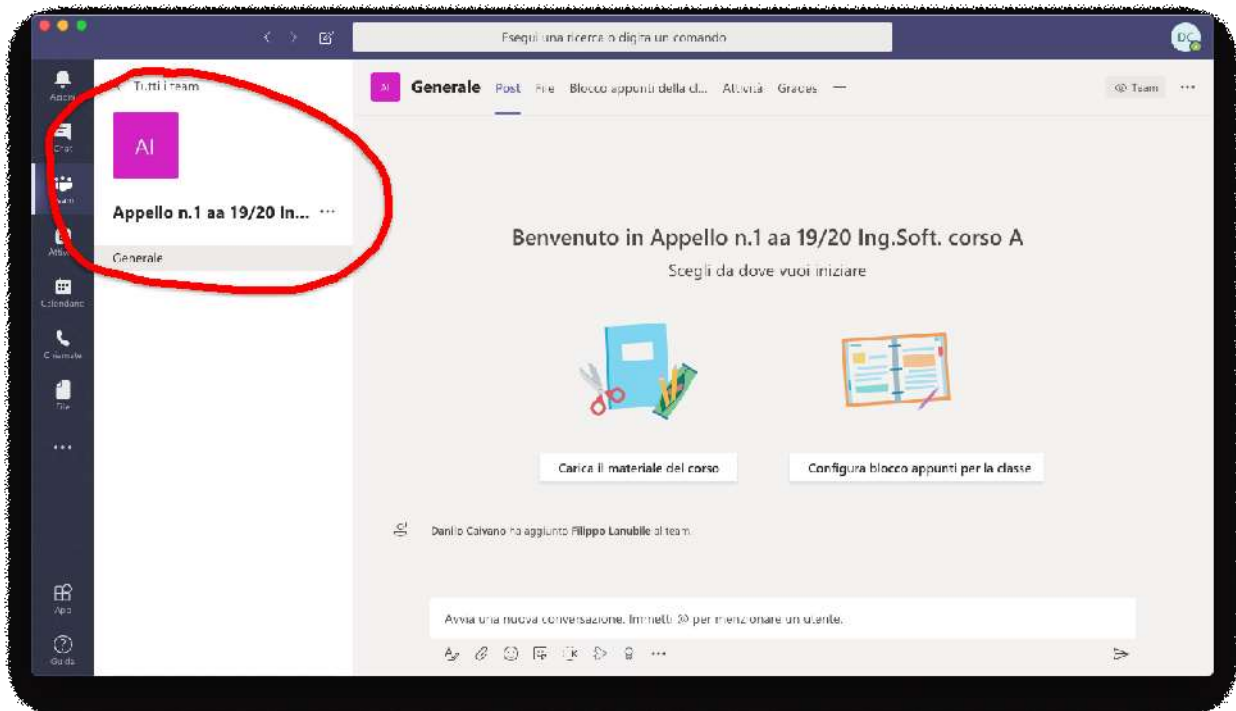 Esegui una ricerca o digita un comando
DC
Tutti i team
AI
Appello n.1 aa 19/20 In... ···
Generale
Chat
Calendario
Chiamate
File
App
Guida
AI Generale Post File Blocco appunti della cl... Attività Grades
Team ···
Benvenuto in Appello n.1 aa 19/20 Ing.Soft. corso A
Scegli da dove vuoi iniziare
Carica il materiale del corso
Configura blocco appunti per la classe
Danilo Caivano ha aggiunto Filippo Lanubile al team
Avvia una nuova conversazione. Immetti @ per menzionare un utente.